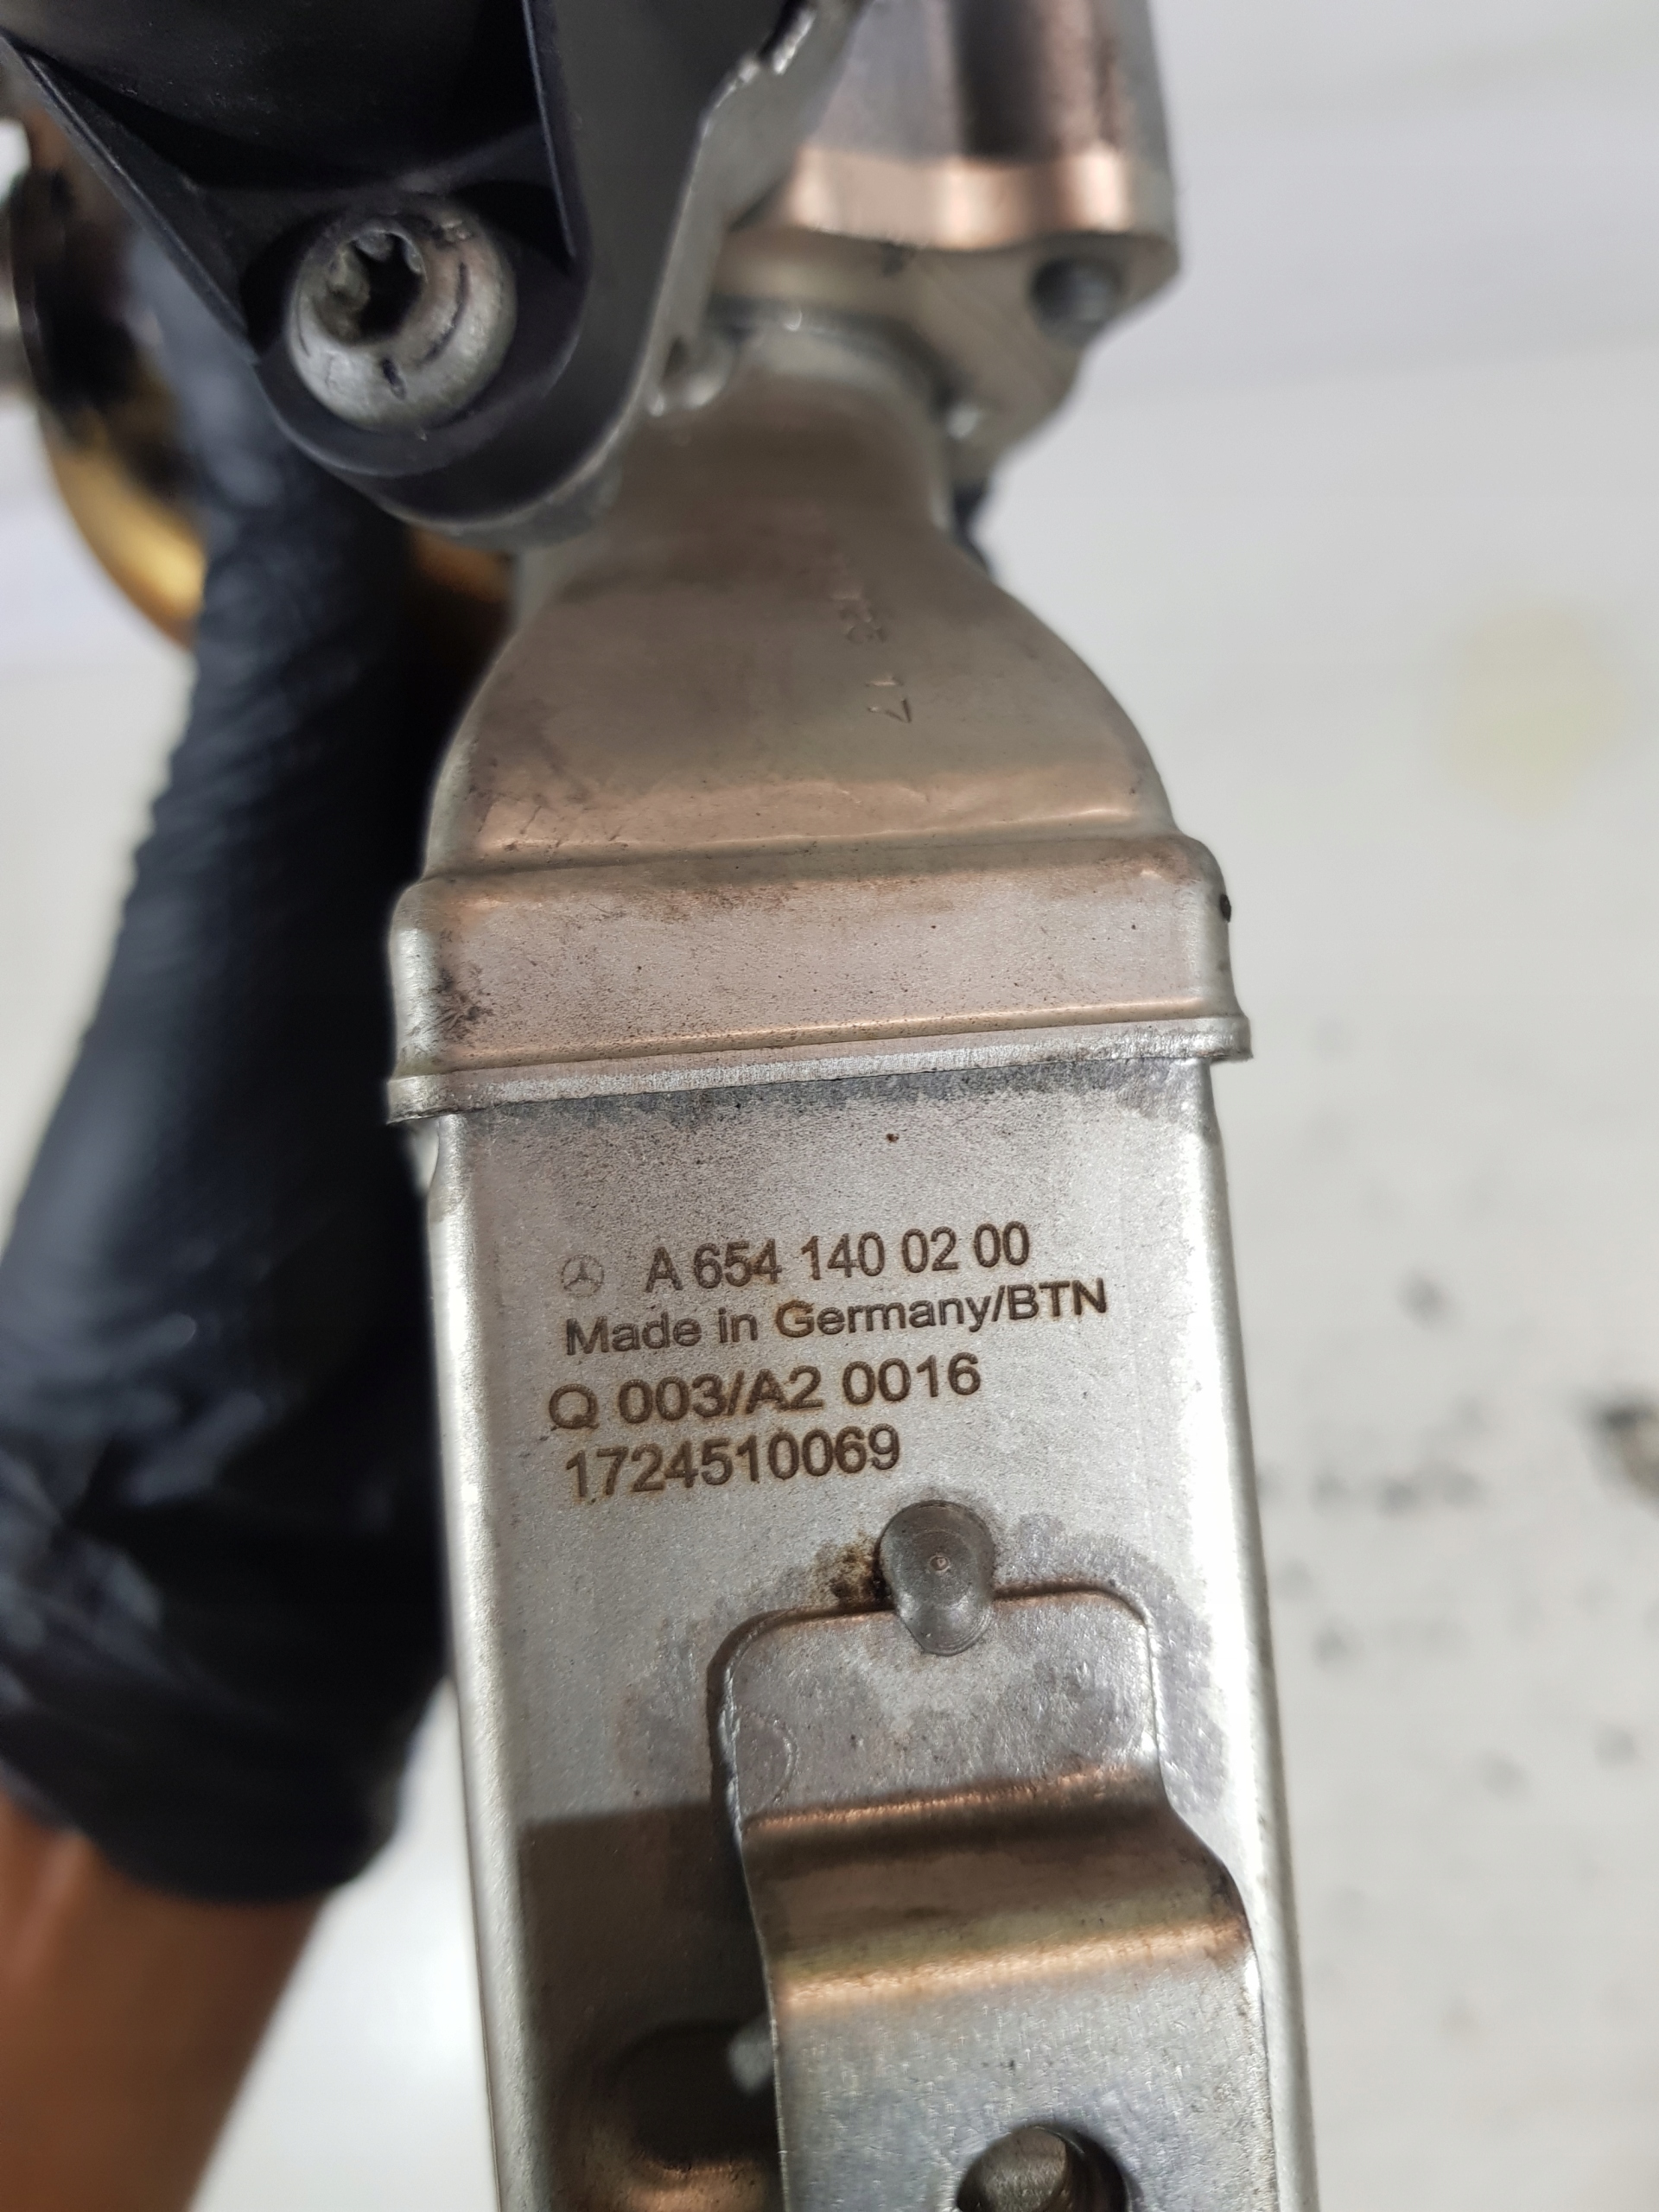 A 654 140 02 00
Made in Germany/BTN
Q 003/A2 0016
1724510069